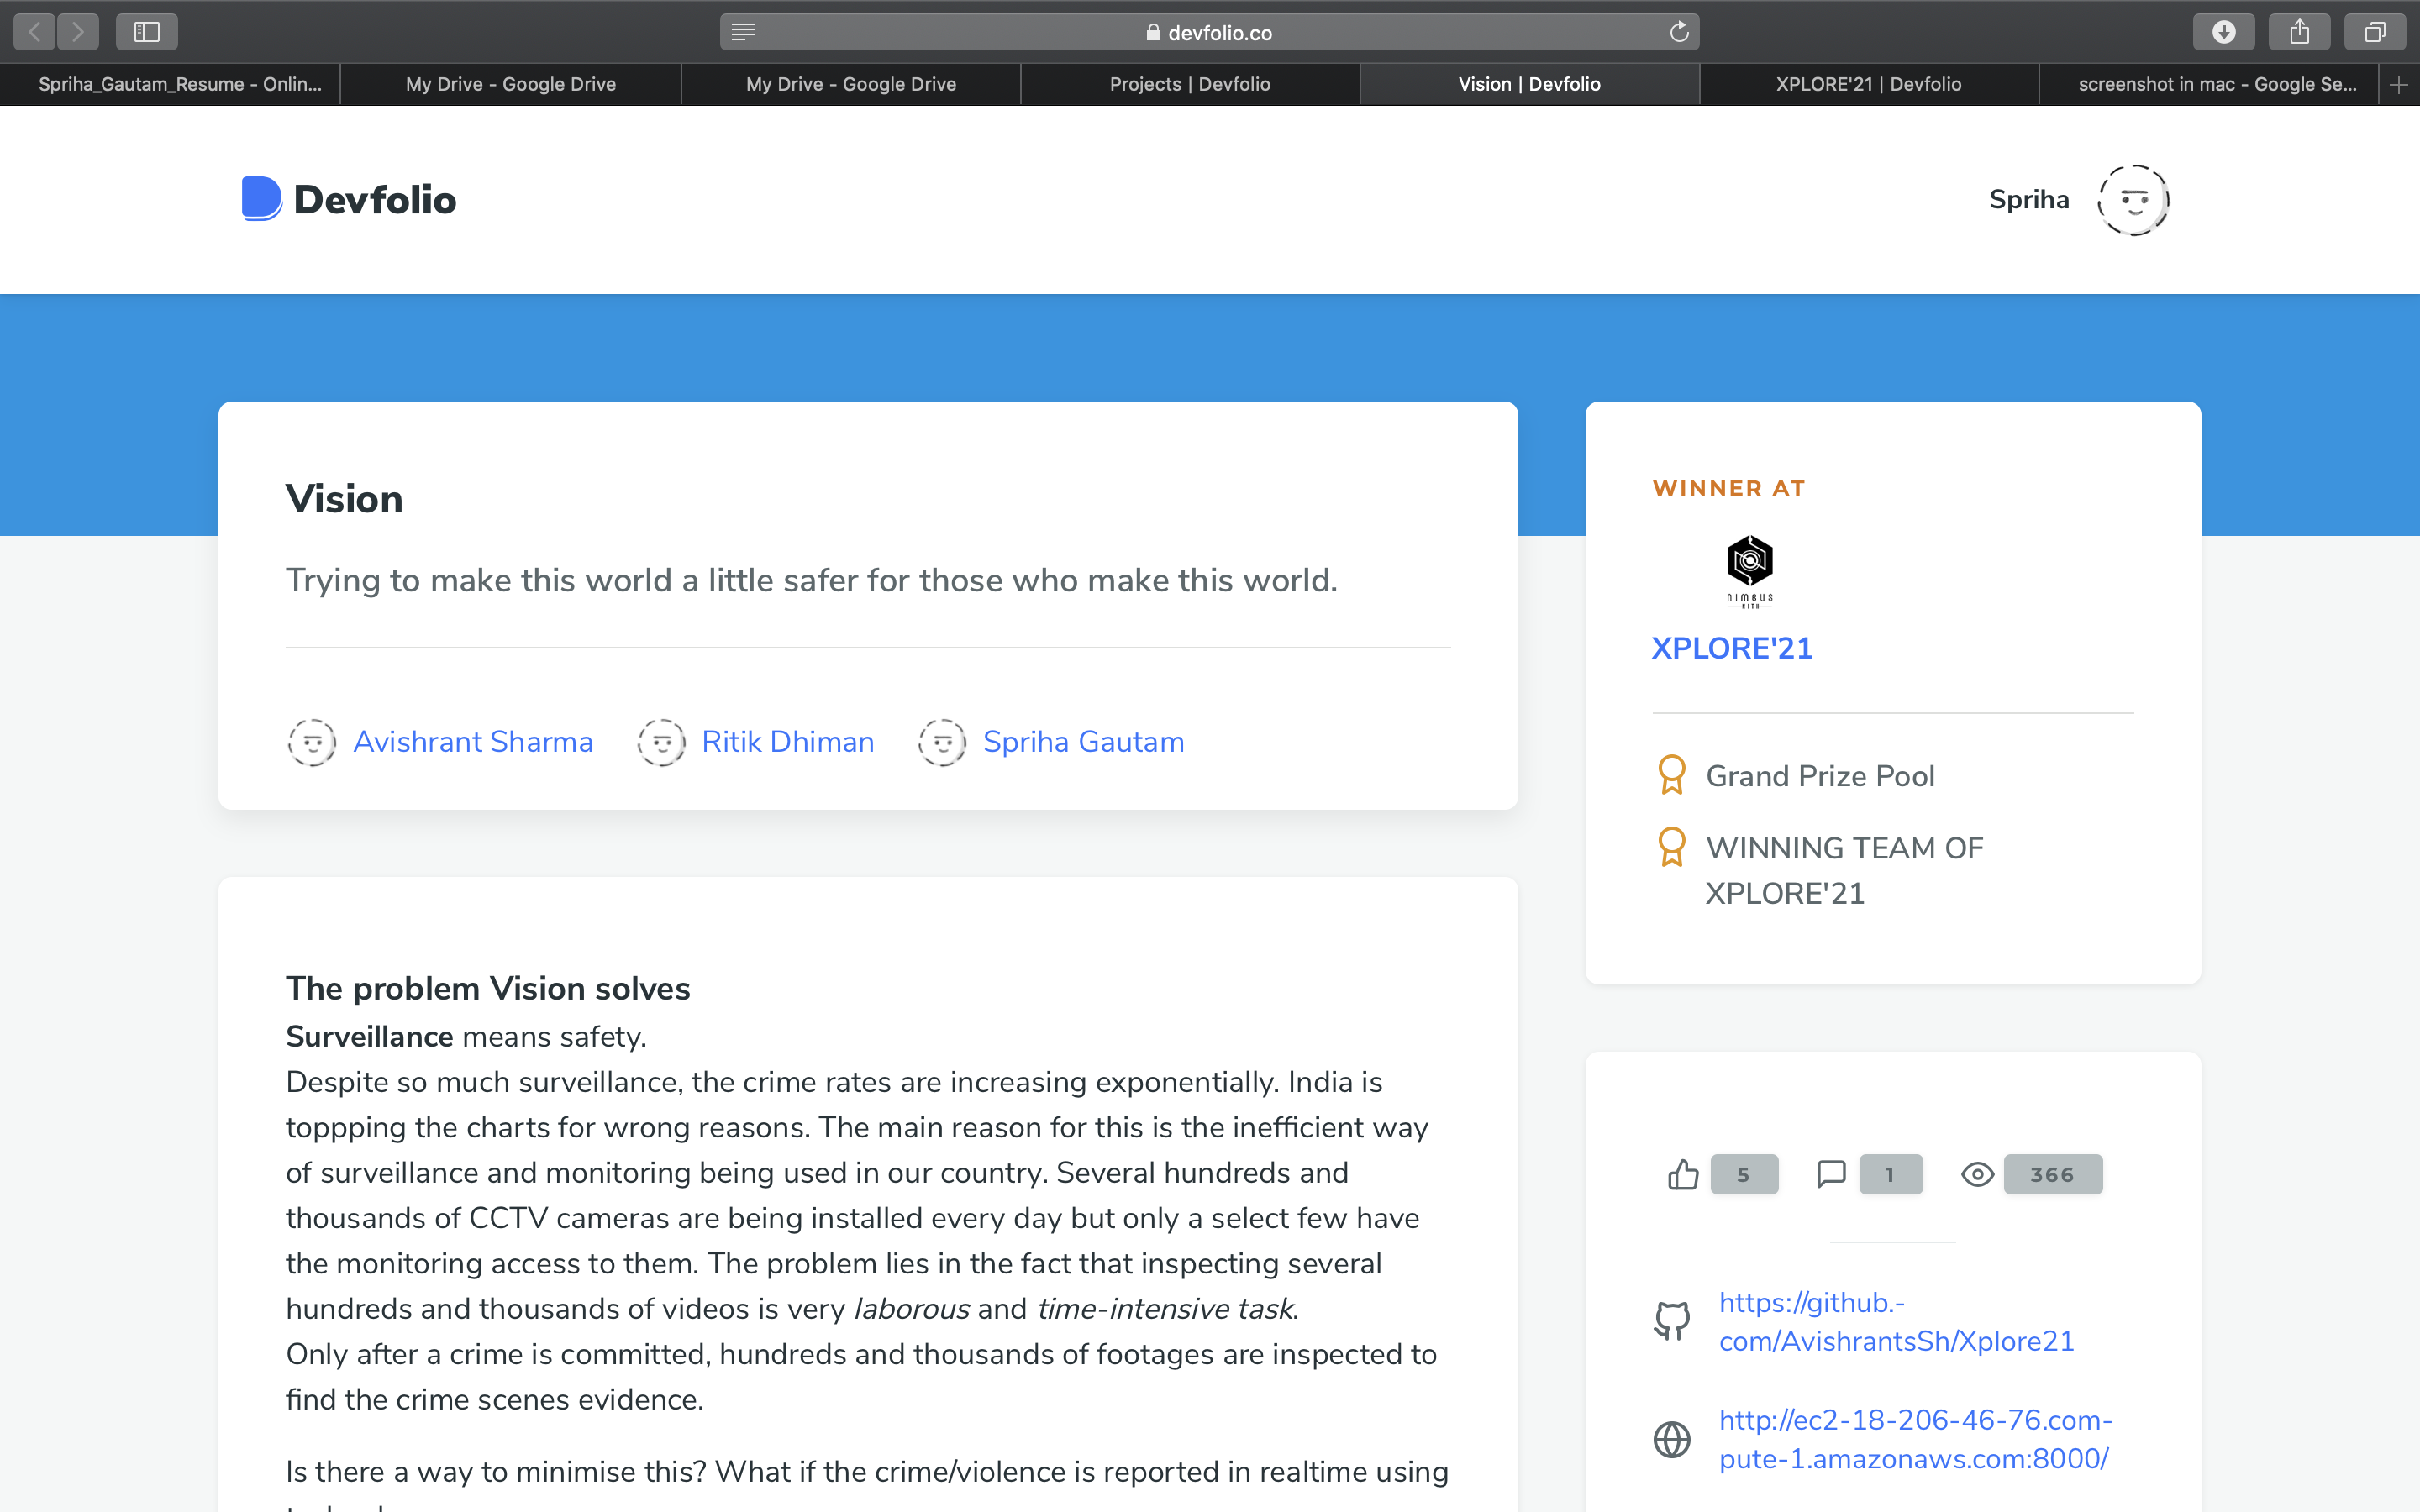 devfolio.co
Spriha_Gautam_Resume - Onlin...
My Drive - Google Drive
My Drive - Google Drive
Projects | Devfolio
Vision | Devfolio
XPLORE'21 | Devfolio
screenshot in mac - Google Se...
Devfolio
Spriha
Vision
Trying to make this world a little safer for those who make this world.
Avishrant Sharma
Ritik Dhiman
Spriha Gautam
The problem Vision solves
Surveillance means safety.
Despite so much surveillance, the crime rates are increasing exponentially. India is
toppping the charts for wrong reasons. The main reason for this is the inefficient way
of surveillance and monitoring being used in our country. Several hundreds and
thousands of CCTV cameras are being installed every day but only a select few have
the monitoring access to them. The problem lies in the fact that inspecting several
hundreds and thousands of videos is very laborous and time-intensive task.
Only after a crime is committed, hundreds and thousands of footages are inspected to
find the crime scenes evidence.
Is there a way to minimise this? What if the crime/violence is reported in realtime using
WINNER AT
NIMBUS
NITH
XPLORE'21
Grand Prize Pool
WINNING TEAM OF
XPLORE'21
5
1
366
https://github.-
com/AvishrantsSh/Xplore21
http://ec2-18-206-46-76.com-
pute-1.amazonaws.com:8000/